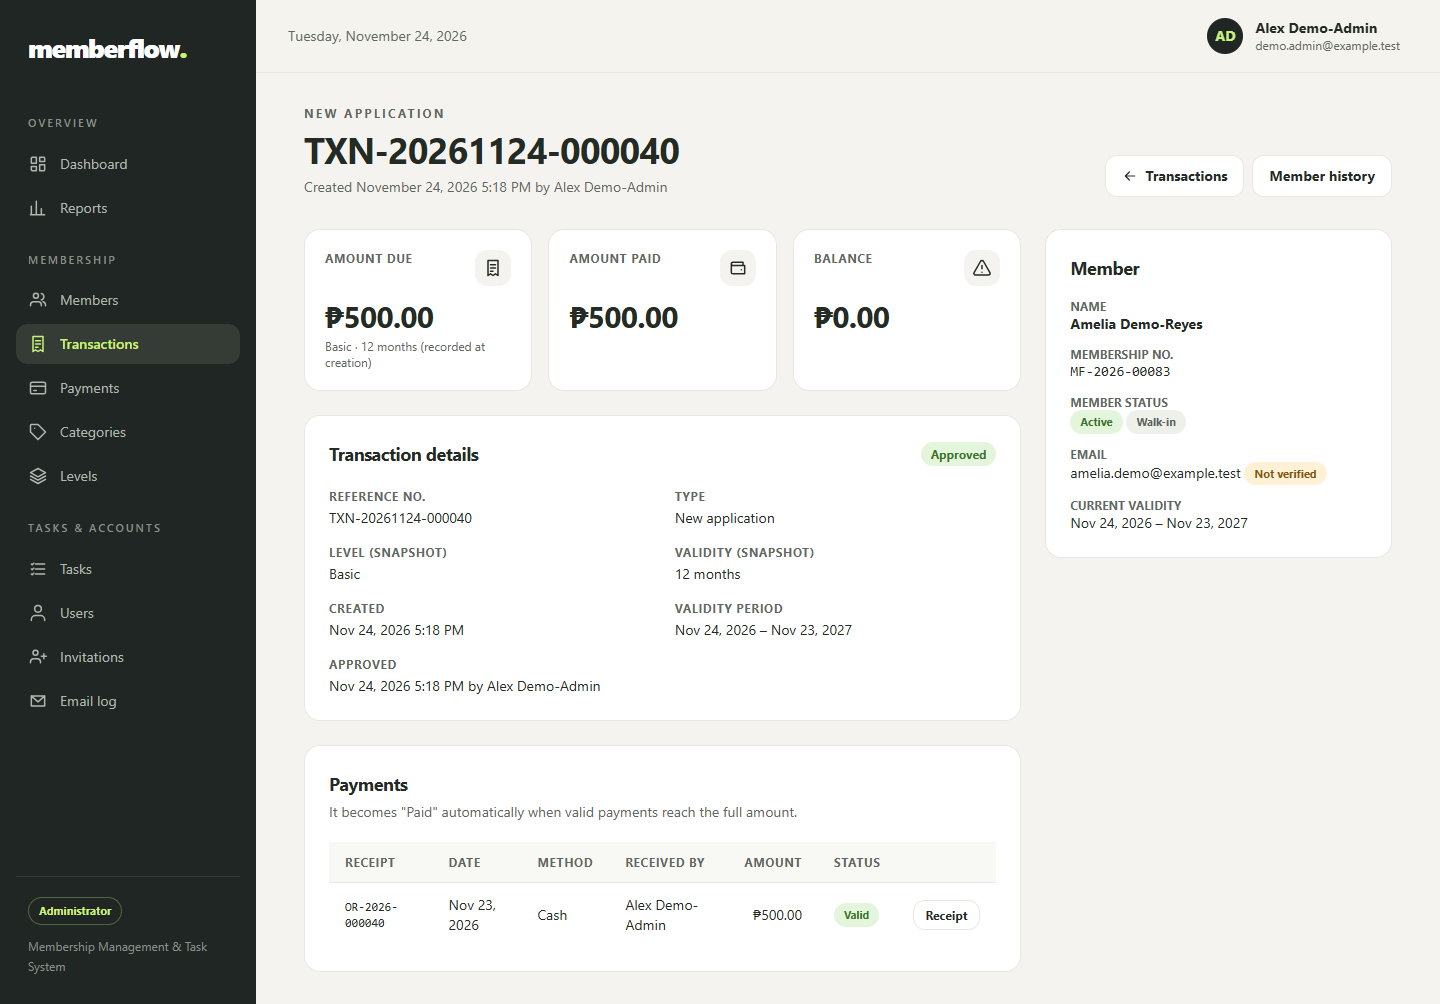 memberflow.
OVERVIEW
Dashboard
Reports
MEMBERSHIP
Members
Transactions
Payments
Categories
Levels
TASKS & ACCOUNTS
Tasks
Users
Invitations
Email log
Administrator
Membership Management & Task
System
Tuesday, November 24, 2026
AD
Alex Demo-Admin
demo.admin@example.test
NEW APPLICATION
TXN-20261124-000040
Created November 24, 2026 5:18 PM by Alex Demo-Admin
← Transactions
Member history
AMOUNT DUE
₱500.00
Basic · 12 months (recorded at
creation)
AMOUNT PAID
₱500.00
BALANCE
₱0.00
Transaction details
Approved
REFERENCE NO.
TXN-20261124-000040
TYPE
New application
LEVEL (SNAPSHOT)
Basic
VALIDITY (SNAPSHOT)
12 months
CREATED
Nov 24, 2026 5:18 PM
VALIDITY PERIOD
Nov 24, 2026 – Nov 23, 2027
APPROVED
Nov 24, 2026 5:18 PM by Alex Demo-Admin
Payments
It becomes "Paid" automatically when valid payments reach the full amount.
RECEIPT DATE METHOD RECEIVED BY AMOUNT STATUS
OR-2026-
000040
Nov 23,
2026
Cash
Alex Demo-
Admin
₱500.00
Valid
Receipt
Member
NAME
Amelia Demo-Reyes
MEMBERSHIP NO.
MF-2026-00083
MEMBER STATUS
Active Walk-in
EMAIL
amelia.demo@example.test Not verified
CURRENT VALIDITY
Nov 24, 2026 – Nov 23, 2027